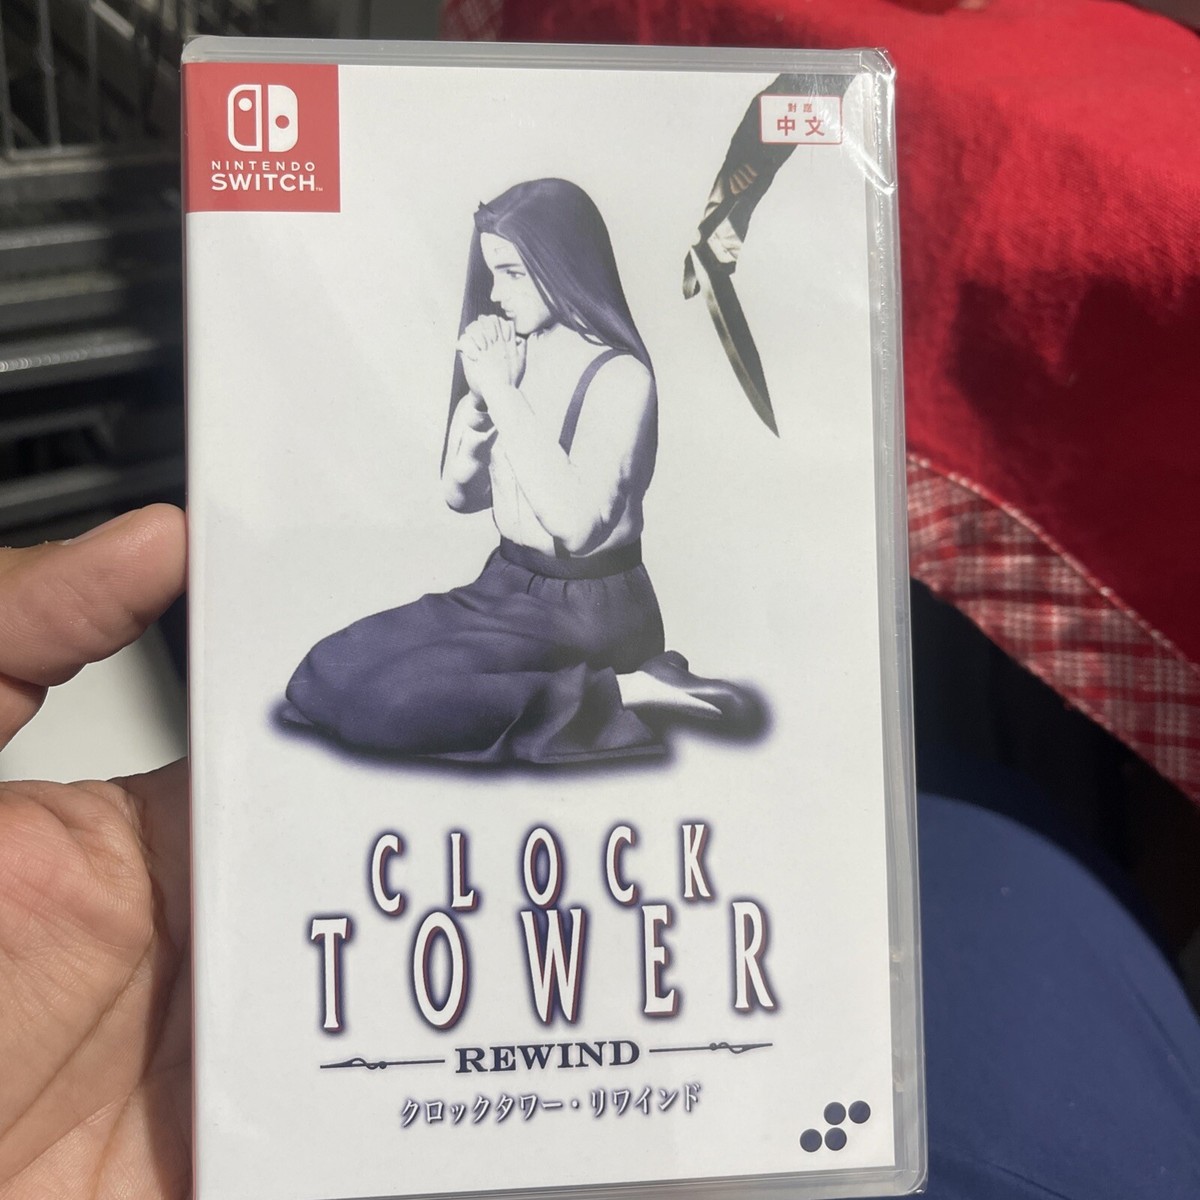 NINTENDO
SWITCH™
對應
中文
CLOCK
TOWER
REWIND
クロックタワー・リワインド